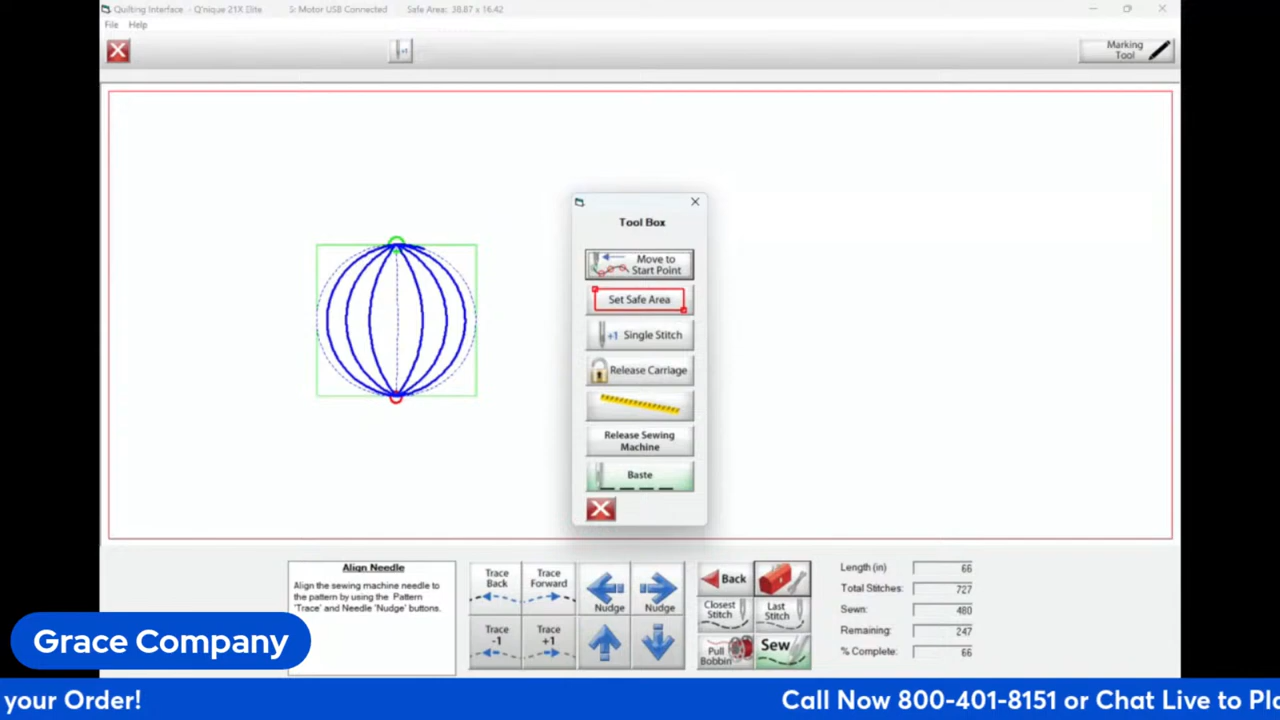 Quilting Interface - Q'nique 21X Elite
S: Motor USB Connected
Safe Area: 38.87 x 16.42
File Help
+1
Marking
Tool
Tool Box
Move to
Start Point
Set Safe Area
+1 Single Stitch
Release Carriage
Release Sewing
Machine
Baste
Align Needle
Align the sewing machine needle to
the pattern by using the Pattern
'Trace' and Needle 'Nudge' buttons.
Trace
Back
Trace
Forward
Nudge
Nudge
Trace
-1
Trace
+1
Back
Closest
Stitch
Last
Stitch
Pull
Bobbin
Sew
Length (in) 66
Total Stitches: 727
Sewn: 480
Remaining: 247
% Complete: 66
Grace Company
your Order!
Call Now 800-401-8151 or Chat Live to Pla